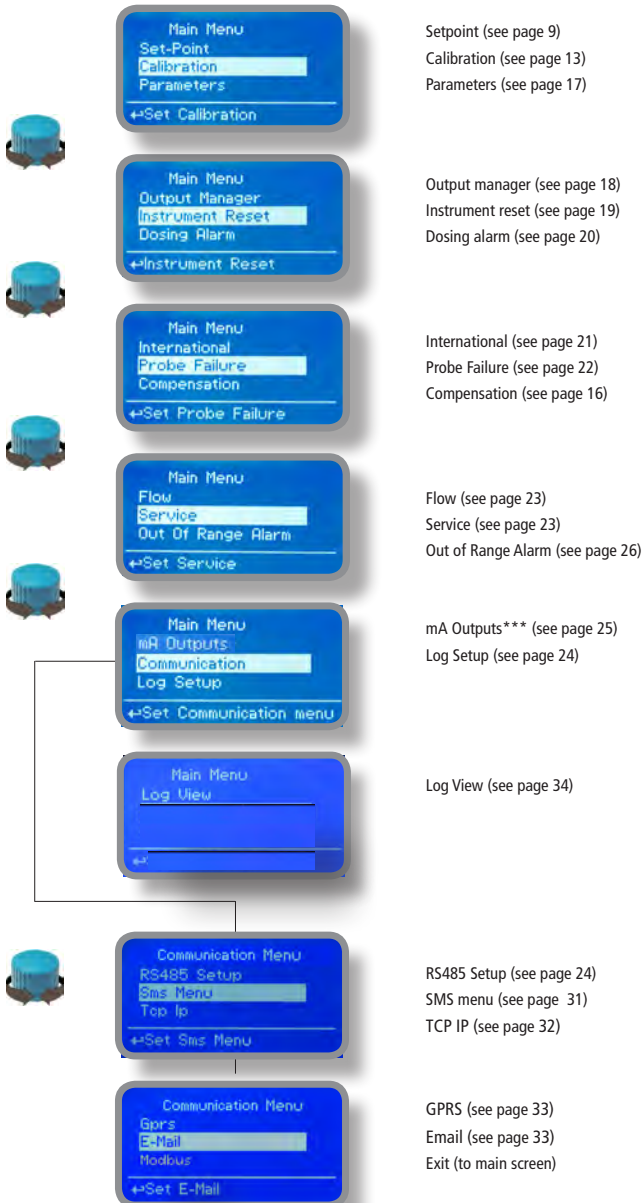 Main Menu
Set-Point
Calibration
Parameters
↵Set Calibration
Setpoint (see page 9)
Calibration (see page 13)
Parameters (see page 17)
Main Menu
Output Manager
Instrument Reset
Dosing Alarm
↵Instrument Reset
Output manager (see page 18)
Instrument reset (see page 19)
Dosing alarm (see page 20)
Main Menu
International
Probe Failure
Compensation
↵Set Probe Failure
International (see page 21)
Probe Failure (see page 22)
Compensation (see page 16)
Main Menu
Flow
Service
Out Of Range Alarm
↵Set Service
Flow (see page 23)
Service (see page 23)
Out of Range Alarm (see page 26)
Main Menu
mA Outputs
Communication
Log Setup
↵Set Communication menu
mA Outputs*** (see page 25)
Log Setup (see page 24)
Main Menu
Log View
↵
Log View (see page 34)
Communication Menu
RS485 Setup
Sms Menu
Tcp Ip
↵Set Sms Menu
RS485 Setup (see page 24)
SMS menu (see page 31)
TCP IP (see page 32)
Communication Menu
Gprs
E-Mail
Modbus
↵Set E-Mail
GPRS (see page 33)
Email (see page 33)
Exit (to main screen)